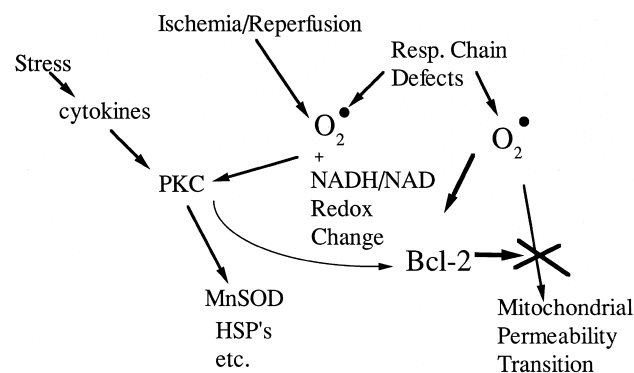 Ischemia/Reperfusion
Resp. Chain
Defects
Stress
cytokines
O2•
O2•
+
NADH/NAD
Redox
Change
PKC
Bcl-2
MnSOD
HSP's
etc.
Mitochondrial
Permeability
Transition